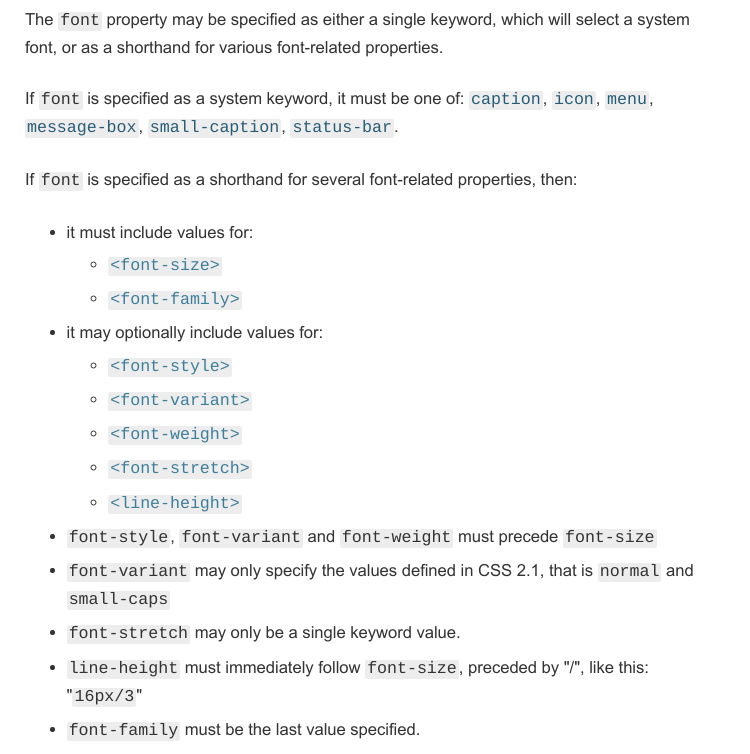 The font property may be specified as either a single keyword, which will select a system
font, or as a shorthand for various font-related properties.
If font is specified as a system keyword, it must be one of: caption, icon, menu,
message-box, small-caption, status-bar.
If font is specified as a shorthand for several font-related properties, then:
• it must include values for:
◦ <font-size>
◦ <font-family>
• it may optionally include values for:
◦ <font-style>
◦ <font-variant>
◦ <font-weight>
◦ <font-stretch>
◦ <line-height>
• font-style, font-variant and font-weight must precede font-size
• font-variant may only specify the values defined in CSS 2.1, that is normal and
small-caps
• font-stretch may only be a single keyword value.
• line-height must immediately follow font-size, preceded by "/", like this:
"16px/3"
• font-family must be the last value specified.